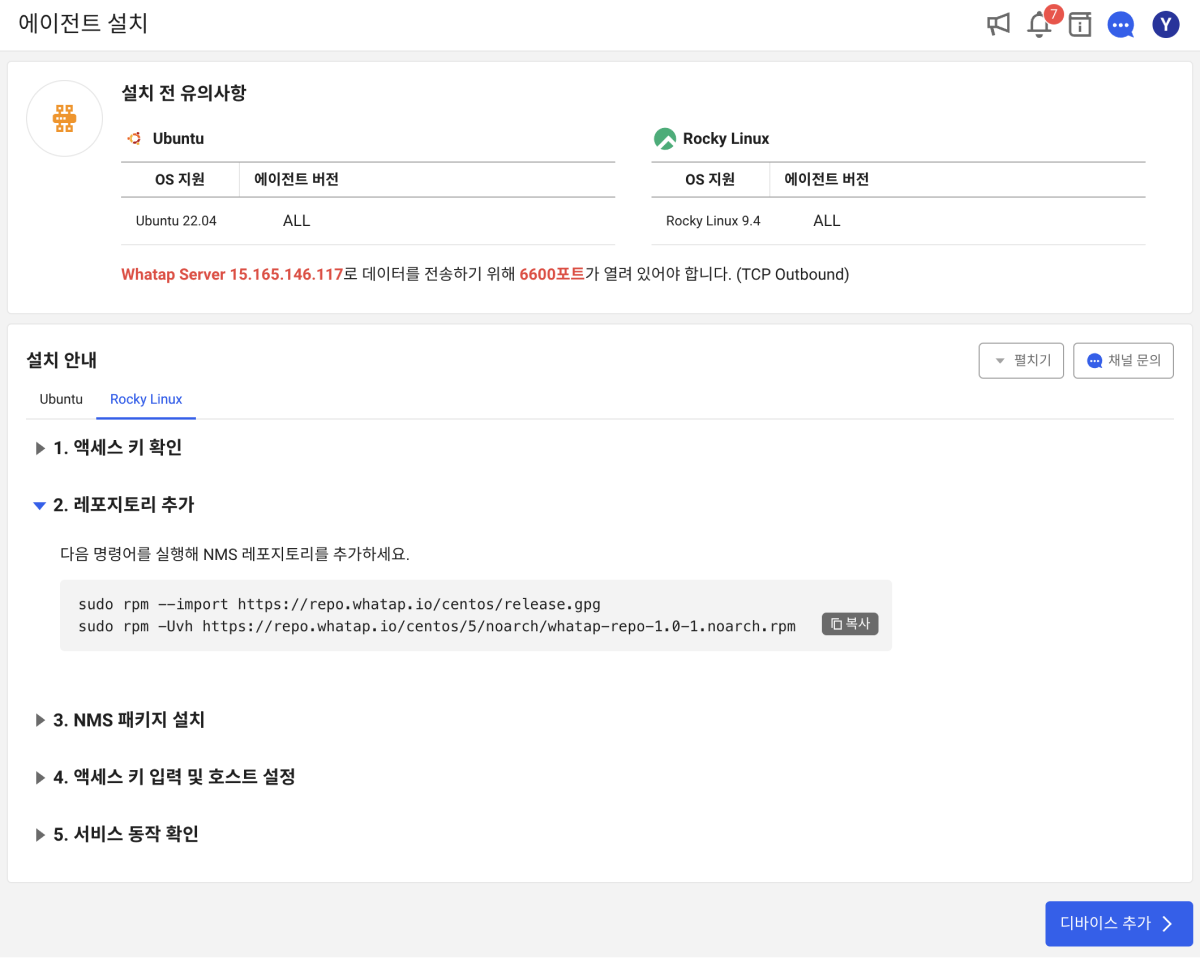 에이전트 설치
7
Y
설치 전 유의사항
Ubuntu
OS 지원 에이전트 버전
Ubuntu 22.04 ALL
Rocky Linux
OS 지원 에이전트 버전
Rocky Linux 9.4 ALL
Whatap Server 15.165.146.117로 데이터를 전송하기 위해 6600포트가 열려 있어야 합니다. (TCP Outbound)
설치 안내
펼치기
채널 문의
Ubuntu Rocky Linux
1. 액세스 키 확인
2. 레포지토리 추가
다음 명령어를 실행해 NMS 레포지토리를 추가하세요.
sudo rpm --import https://repo.whatap.io/centos/release.gpg
sudo rpm -Uvh https://repo.whatap.io/centos/5/noarch/whatap-repo-1.0-1.noarch.rpm
복사
3. NMS 패키지 설치
4. 액세스 키 입력 및 호스트 설정
5. 서비스 동작 확인
디바이스 추가